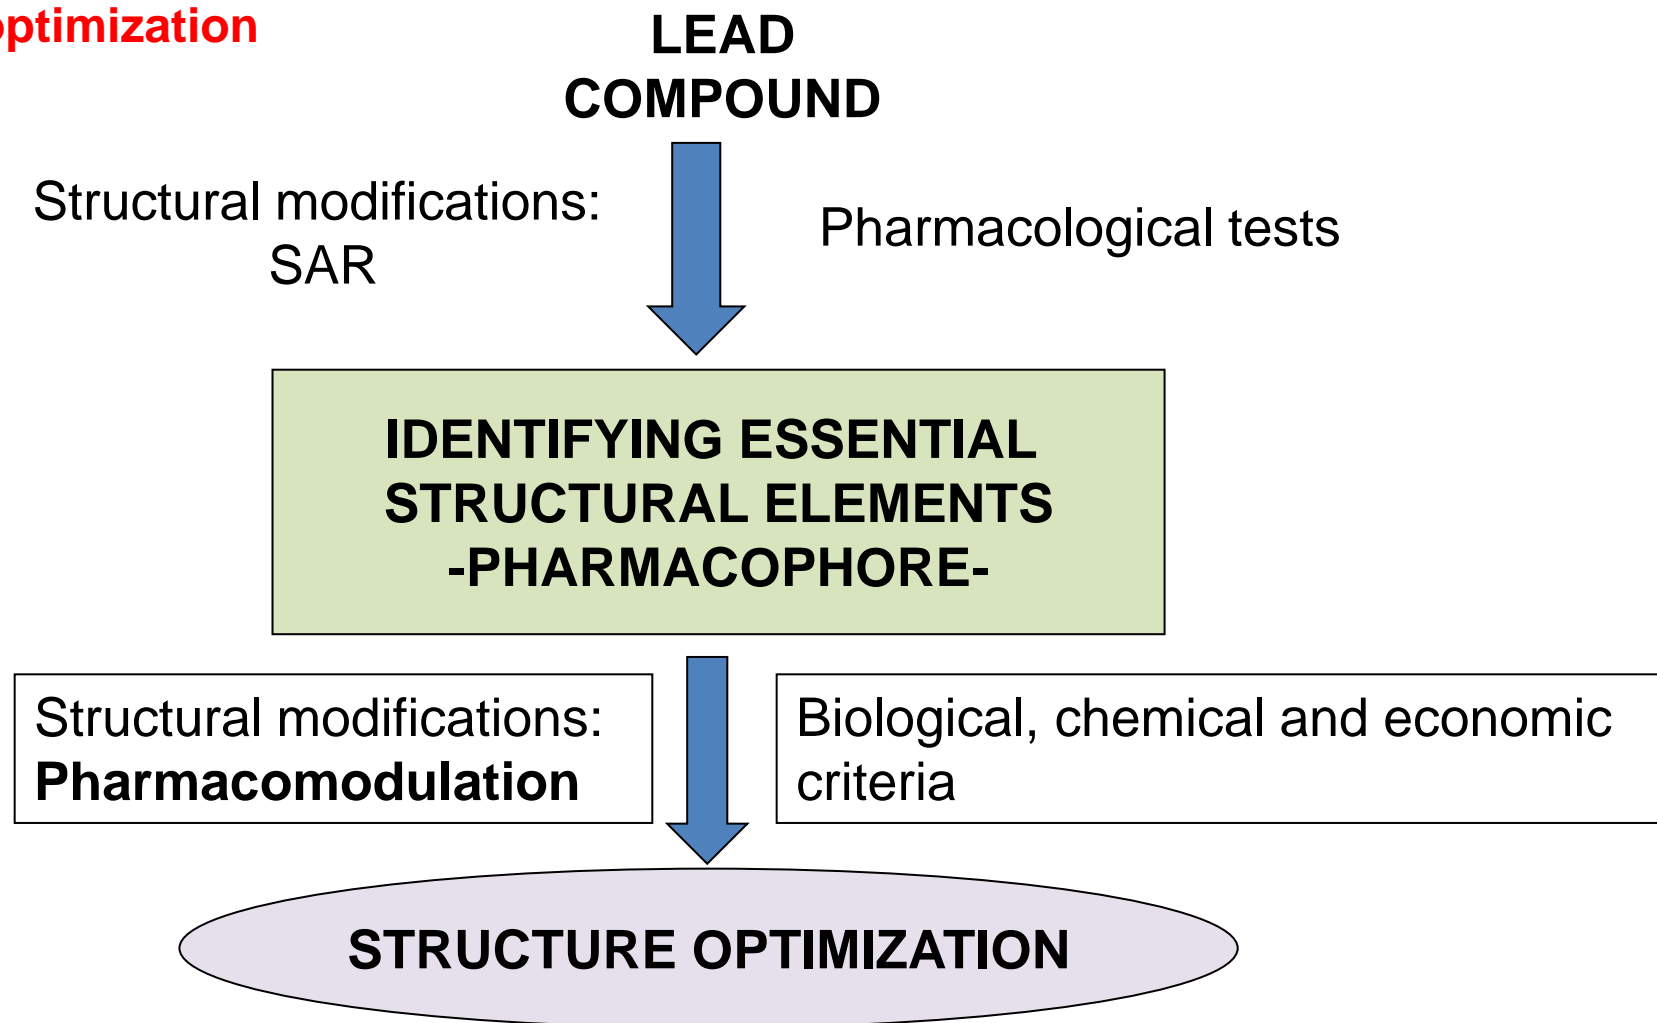 optimization
LEAD
COMPOUND
Structural modifications:
SAR
Pharmacological tests
IDENTIFYING ESSENTIAL
STRUCTURAL ELEMENTS
-PHARMACOPHORE-
Structural modifications:
Pharmacomodulation
Biological, chemical and economic
criteria
STRUCTURE OPTIMIZATION